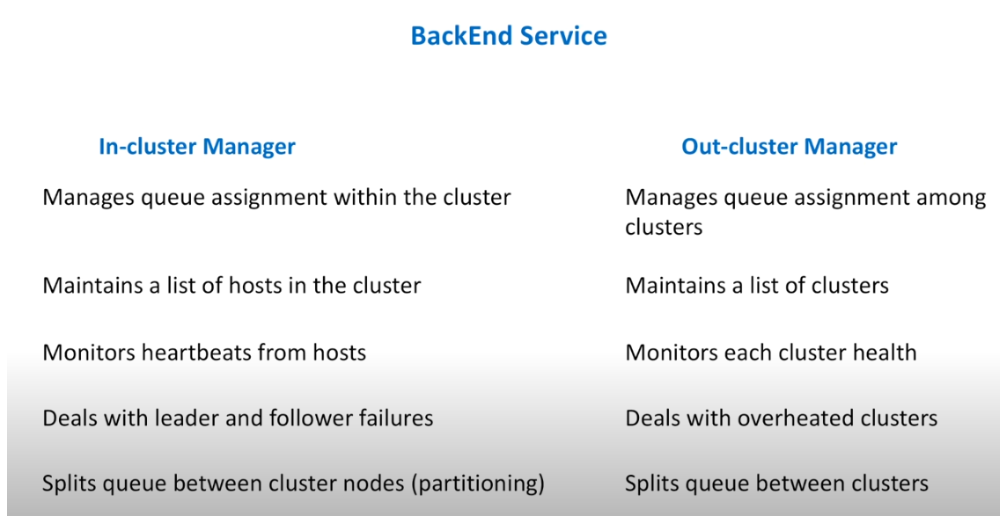 BackEnd Service
In-cluster Manager
Manages queue assignment within the cluster
Maintains a list of hosts in the cluster
Monitors heartbeats from hosts
Deals with leader and follower failures
Splits queue between cluster nodes (partitioning)
Out-cluster Manager
Manages queue assignment among
clusters
Maintains a list of clusters
Monitors each cluster health
Deals with overheated clusters
Splits queue between clusters